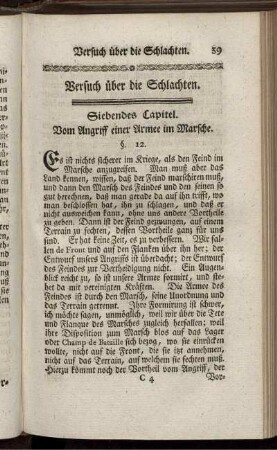 Versuch über die Schlachten. 89
Versuch über die Schlachten.
Siebendes Capitel.
Vom Angriff einer Armee im Marsche.
§. 12.
Es ist nichts sicherer im Kriege, als den Feind im
Marsche anzugreifen. Man muß aber das
Land kennen, wissen, daß der Feind marschiren muß,
und dann den Marsch des Feindes und den seinen so
gut berechnen, daß man gerade da auf ihn trifft, wo
man beschlossen hat, ihn zu schlagen, und daß er
nicht ausweichen kann, ohne uns andere Vortheile
zu geben. Dann ist der Feind gezwungen, auf einem
Terrain zu fechten, dessen Vortheil ganz für uns
sind. Er hat keine Zeit, es zu verbessern. Wir fal-
len de Front und auf den Flanken über ihn her; der
Entwurf unsers Angriffs ist überdacht; der Entwurf
des Feindes zur Vertheidigung nicht. Ein Augen-
blick reicht zu, so ist unsere Armee formirt, und ste-
het da mit vereinigten Kräften. Die Armee des
Feindes ist durch den Marsch, seine Unordnung und
das Terrain getrennt. Ihre Formirung ist schwer,
ich möchte sagen, unmöglich, weil wir über die Tete
und Flanque des Marsches zugleich herfallen; weil
ihre Disposition zum Marsch blos auf das Lager
oder Champ de Bataille sich bezog, wo sie einrücken
wollte, nicht auf die Front, die sie itzt annehmen,
nicht auf das Terrain, auf welchem sie fechten muß.
Hierzu kömmt noch der Vortheil vom Angriff, der
C 4 Vor-